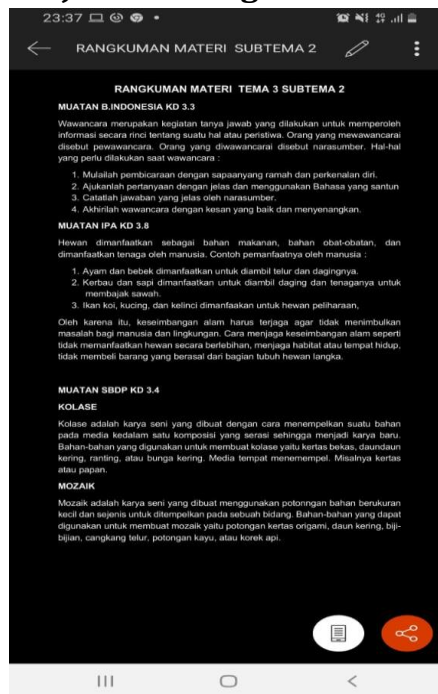 23:37
RANGKUMAN MATERI SUBTEMA 2
RANGKUMAN MATERI TEMA 3 SUBTEMA 2
MUATAN B.INDONESIA KD 3.3
Wawancara merupakan kegiatan tanya jawab yang dilakukan untuk memperoleh
informasi secara rinci tentang suatu hal atau peristiwa. Orang yang mewawancarai
disebut pewawancara. Orang yang diwawancarai disebut narasumber. Hal-hal
yang perlu dilakukan saat wawancara :
1. Mulailah pembicaraan dengan sapaanyang ramah dan perkenalan diri.
2. Ajukanlah pertanyaan dengan jelas dan menggunakan Bahasa yang santun
3. Catatlah jawaban yang jelas oleh narasumber.
4. Akhirilah wawancara dengan kesan yang baik dan menyenangkan.
MUATAN IPA KD 3.8
Hewan dimanfaatkan sebagai bahan makanan, bahan obat-obatan, dan
dimanfaatkan tenaga oleh manusia. Contoh pemanfaatnya oleh manusia :
1. Ayam dan bebek dimanfaatkan untuk diambil telur dan dagingnya.
2. Kerbau dan sapi dimanfaatkan untuk diambil daging dan tenaganya untuk
membajak sawah.
3. Ikan koi, kucing, dan kelinci dimanfaakan untuk hewan peliharaan,
Oleh karena itu, keseimbangan alam harus terjaga agar tidak menimbulkan
masalah bagi manusia dan lingkungan. Cara menjaga keseimbangan alam seperti
tidak memanfaatkan hewan secara berlebihan, menjaga habitat atau tempat hidup,
tidak membeli barang yang berasal dari bagian tubuh hewan langka.
MUATAN SBDP KD 3.4
KOLASE
Kolase adalah karya seni yang dibuat dengan cara menempelkan suatu bahan
pada media kedalam satu komposisi yang serasi sehingga menjadi karya baru.
Bahan-bahan yang digunakan untuk membuat kolase yaitu kertas bekas, daundaun
kering, ranting, atau bunga kering. Media tempat menemempel. Misalnya kertas
atau papan.
MOZAIK
Mozaik adalah karya seni yang dibuat menggunakan potonngan bahan berukuran
kecil dan sejenis untuk ditempelkan pada sebuah bidang. Bahan-bahan yang dapat
digunakan untuk membuat mozaik yaitu potongan kertas origami, daun kering, biji-
bijian, cangkang telur, potongan kayu, atau korek api.